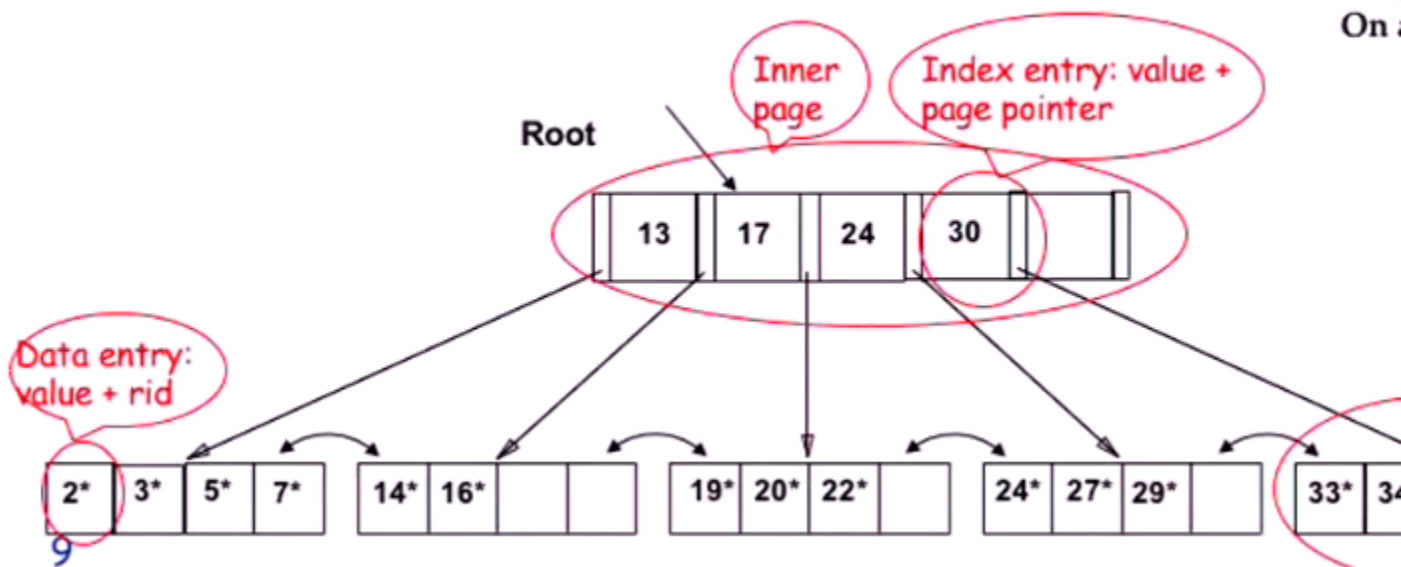 On a
Inner
page
Index entry: value +
page pointer
Root
13 17 24 30
Data entry:
value + rid
2* 3* 5* 7* 14* 16* 19* 20* 22* 24* 27* 29* 33* 34
9